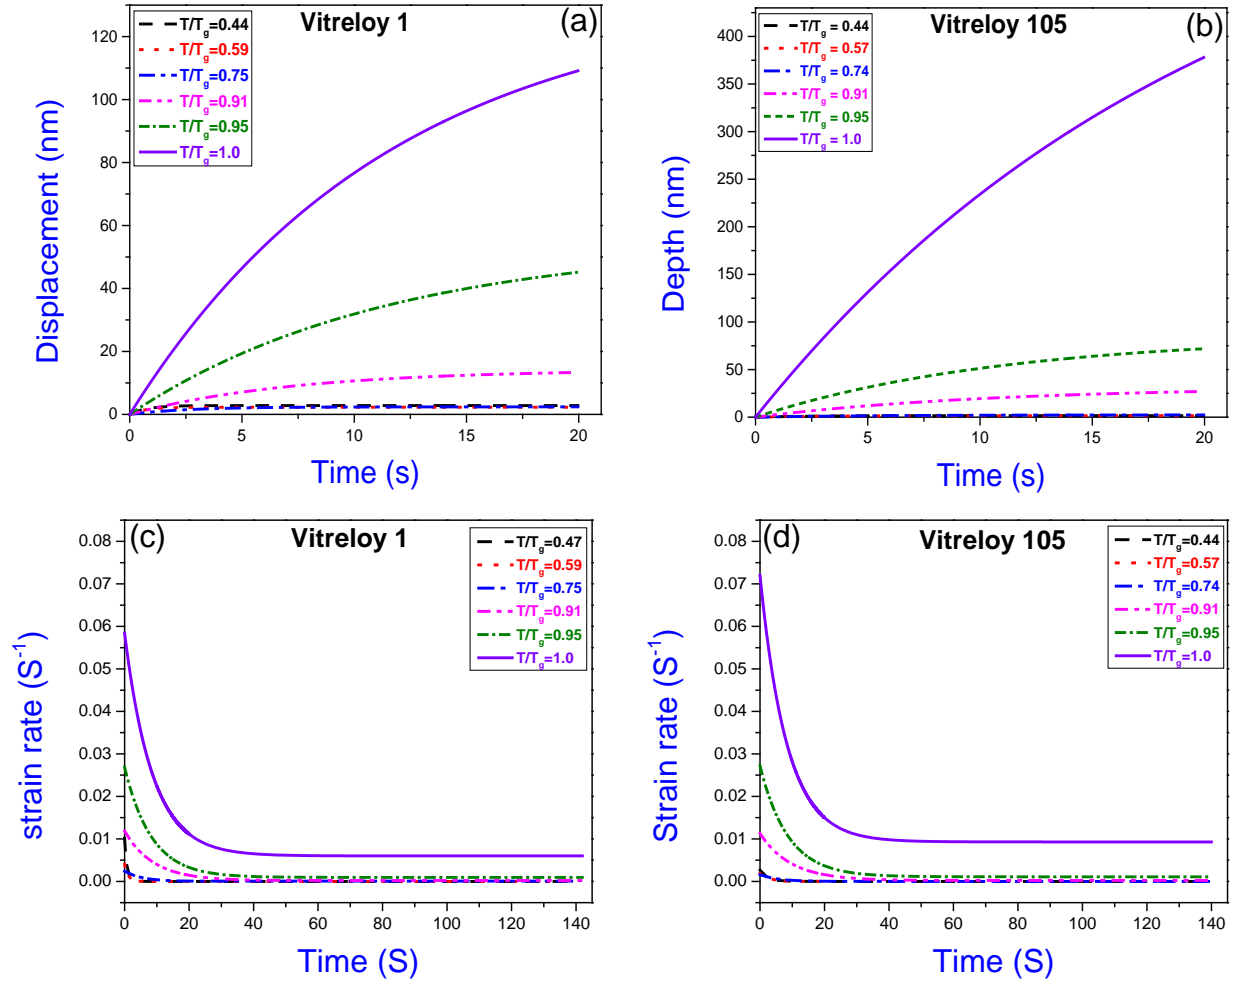 Vitreloy 1
(a)
T/Tg=0.44
T/Tg=0.59
T/Tg=0.75
T/Tg=0.91
T/Tg=0.95
T/Tg=1.0
120
100
80
60
40
20
0
Displacement (nm)
0 5 10 15 20
Time (s)
Vitreloy 105
(b)
T/Tg = 0.44
T/Tg = 0.57
T/Tg = 0.74
T/Tg = 0.91
T/Tg = 0.95
T/Tg = 1.0
400
350
300
250
200
150
100
50
0
Depth (nm)
0 5 10 15 20
Time (s)
(c)
Vitreloy 1
T/Tg=0.47
T/Tg=0.59
T/Tg=0.75
T/Tg=0.91
T/Tg=0.95
T/Tg=1.0
0.08
0.07
0.06
0.05
0.04
0.03
0.02
0.01
0.00
strain rate (S-1)
0 20 40 60 80 100 120 140
Time (S)
(d)
Vitreloy 105
T/Tg=0.44
T/Tg=0.57
T/Tg=0.74
T/Tg=0.91
T/Tg=0.95
T/Tg=1.0
0.08
0.07
0.06
0.05
0.04
0.03
0.02
0.01
0.00
Strain rate (S-1)
0 20 40 60 80 100 120 140
Time (S)